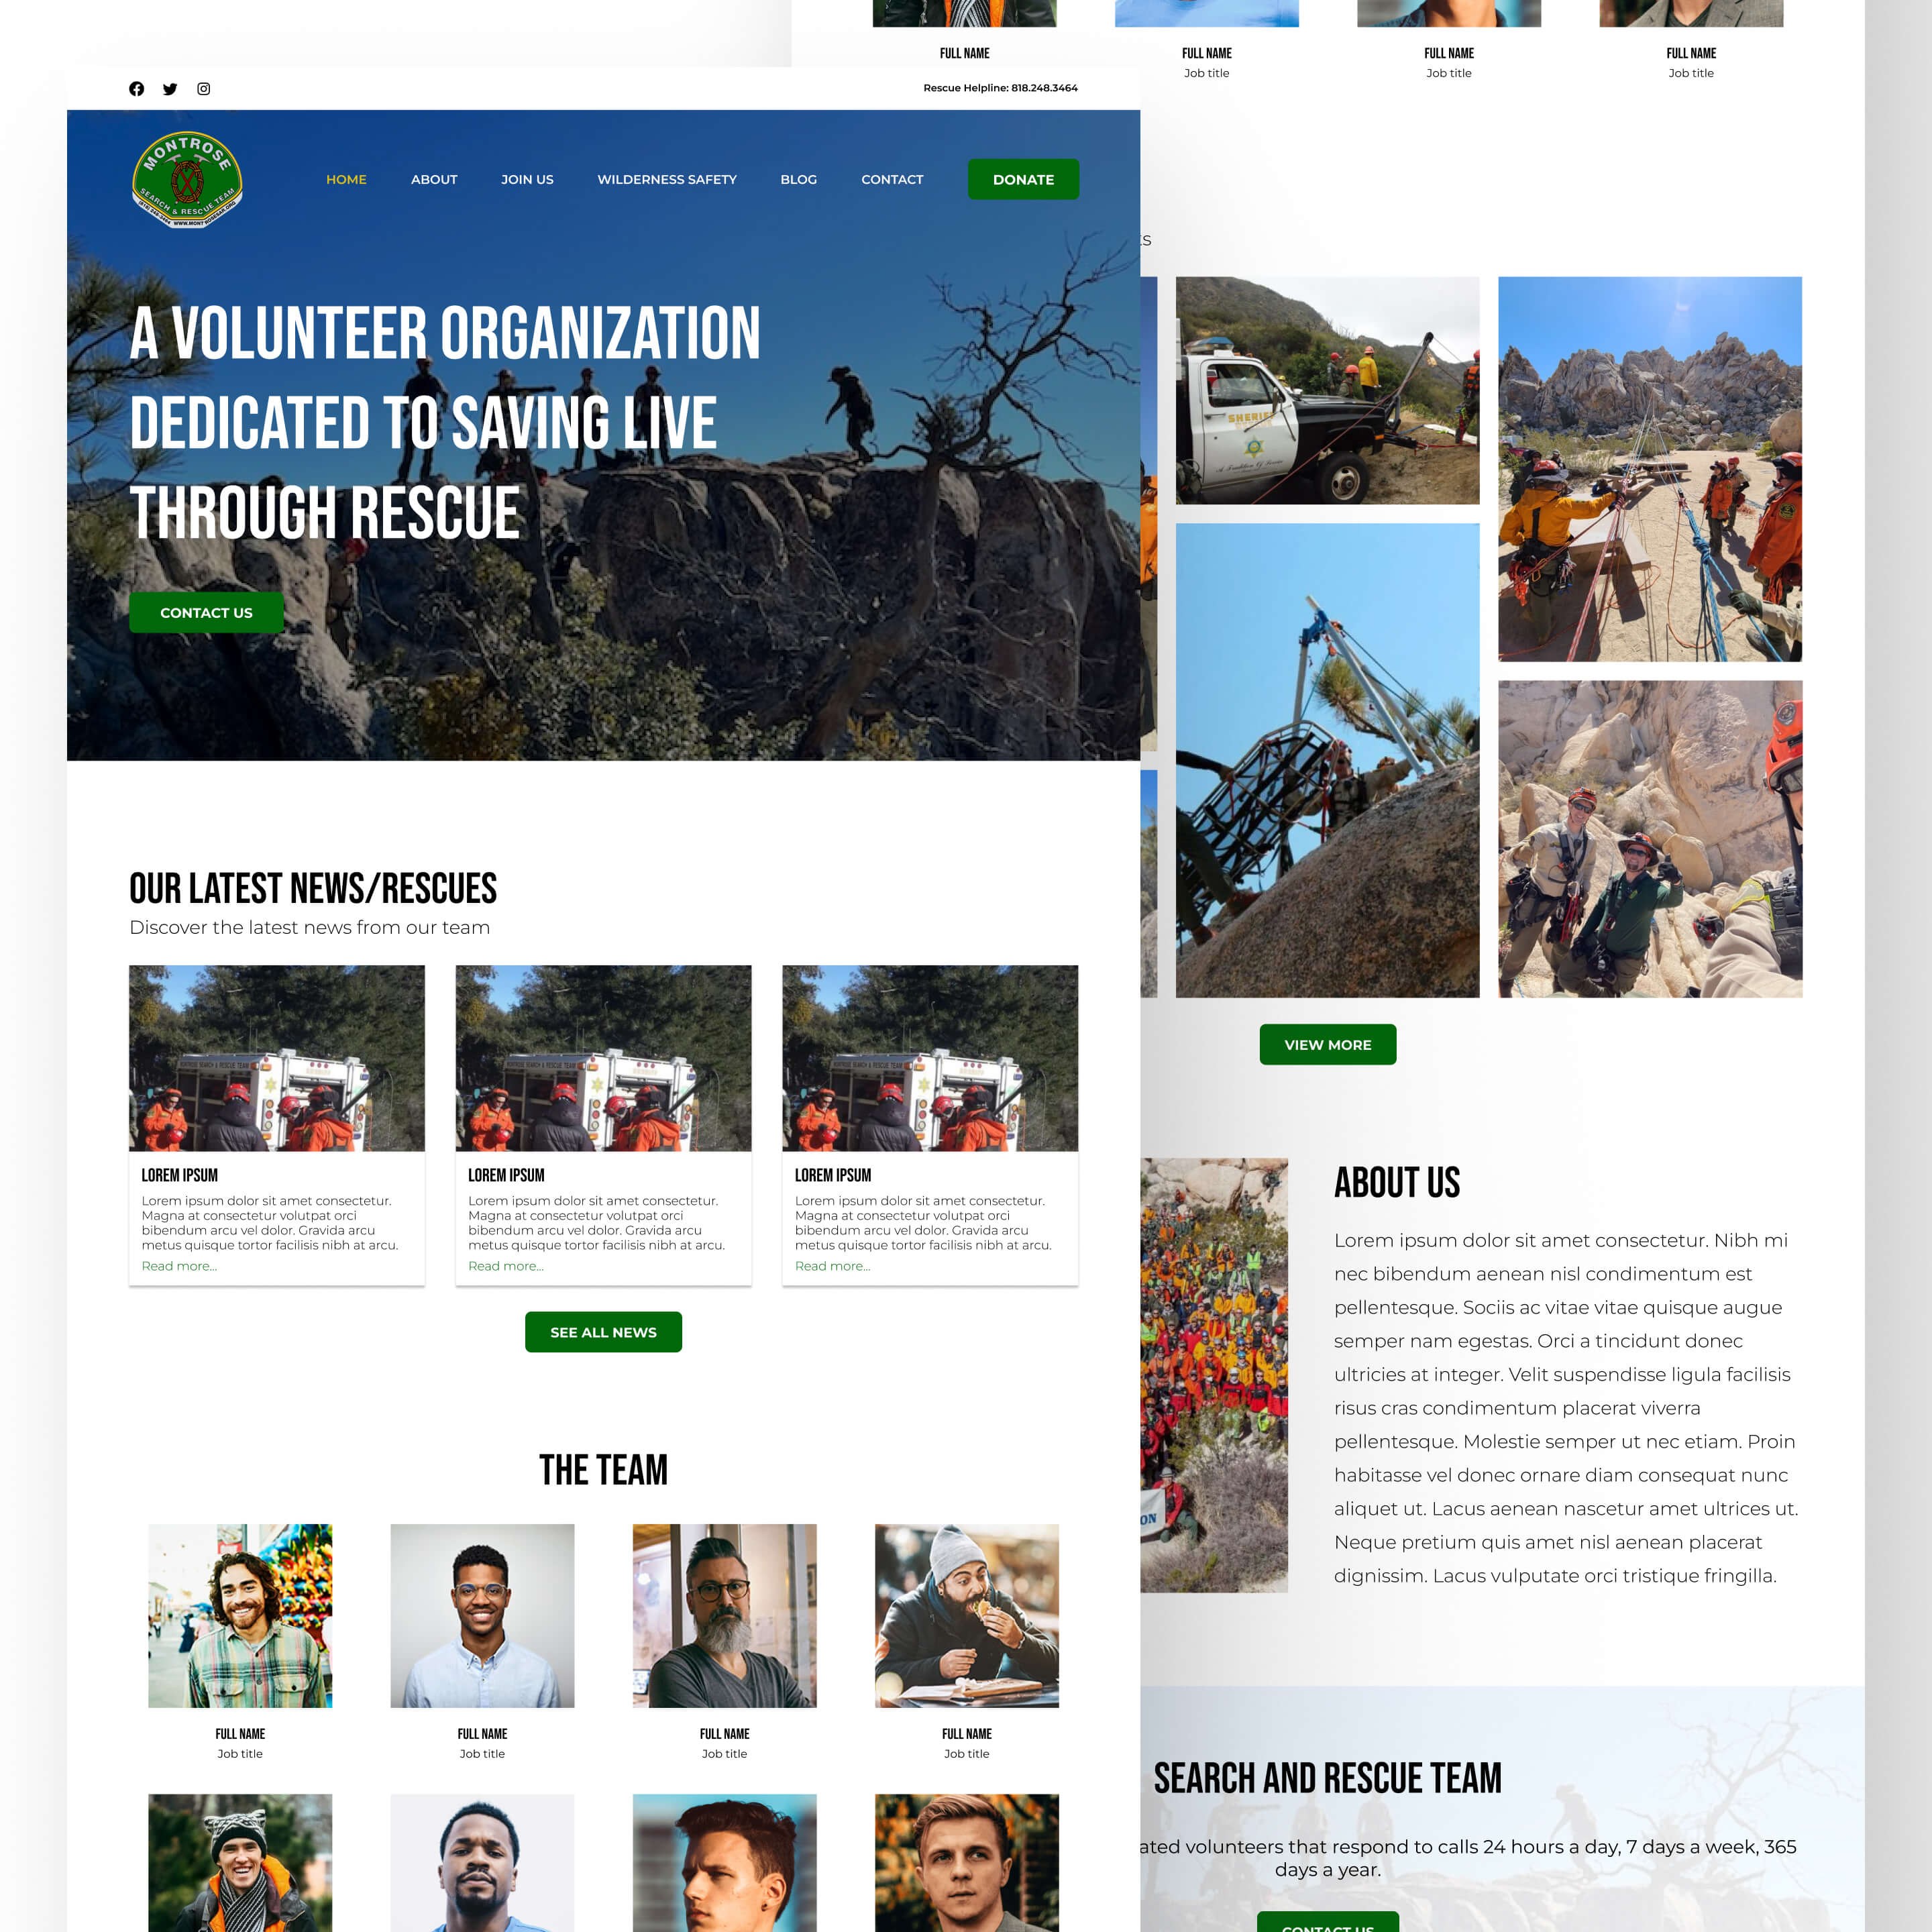 Rescue Helpline: 818.248.3464
MONTROSE
SEARCH & RESCUE TEAM
HOME
ABOUT
JOIN US
WILDERNESS SAFETY
BLOG
CONTACT
DONATE
A VOLUNTEER ORGANIZATION
DEDICATED TO SAVING LIVE
THROUGH RESCUE
CONTACT US
OUR LATEST NEWS/RESCUES
Discover the latest news from our team
LOREM IPSUM
Lorem ipsum dolor sit amet consectetur.
Magna at consectetur volutpat orci
bibendum arcu vel dolor. Gravida arcu
metus quisque tortor facilisis nibh at arcu.
Read more...
LOREM IPSUM
Lorem ipsum dolor sit amet consectetur.
Magna at consectetur volutpat orci
bibendum arcu vel dolor. Gravida arcu
metus quisque tortor facilisis nibh at arcu.
Read more...
LOREM IPSUM
Lorem ipsum dolor sit amet consectetur.
Magna at consectetur volutpat orci
bibendum arcu vel dolor. Gravida arcu
metus quisque tortor facilisis nibh at arcu.
Read more...
SEE ALL NEWS
THE TEAM
FULL NAME
Job title
FULL NAME
Job title
FULL NAME
Job title
FULL NAME
Job title
FULL NAME
FULL NAME
Job title
FULL NAME
Job title
FULL NAME
Job title
SHERIFF
VIEW MORE
ABOUT US
Lorem ipsum dolor sit amet consectetur. Nibh mi
nec bibendum aenean nisl condimentum est
pellentesque. Sociis ac vitae vitae quisque augue
semper nam egestas. Orci a tincidunt donec
ultricies at integer. Velit suspendisse ligula facilisis
risus cras condimentum placerat viverra
pellentesque. Molestie semper ut nec etiam. Proin
habitasse vel donec ornare diam consequat nunc
aliquet ut. Lacus aenean nascetur amet ultrices ut.
Neque pretium quis amet nisl aenean placerat
dignissim. Lacus vulputate orci tristique fringilla.
ON
SEARCH AND RESCUE TEAM
ated volunteers that respond to calls 24 hours a day, 7 days a week, 365
days a year.
CONTACT US